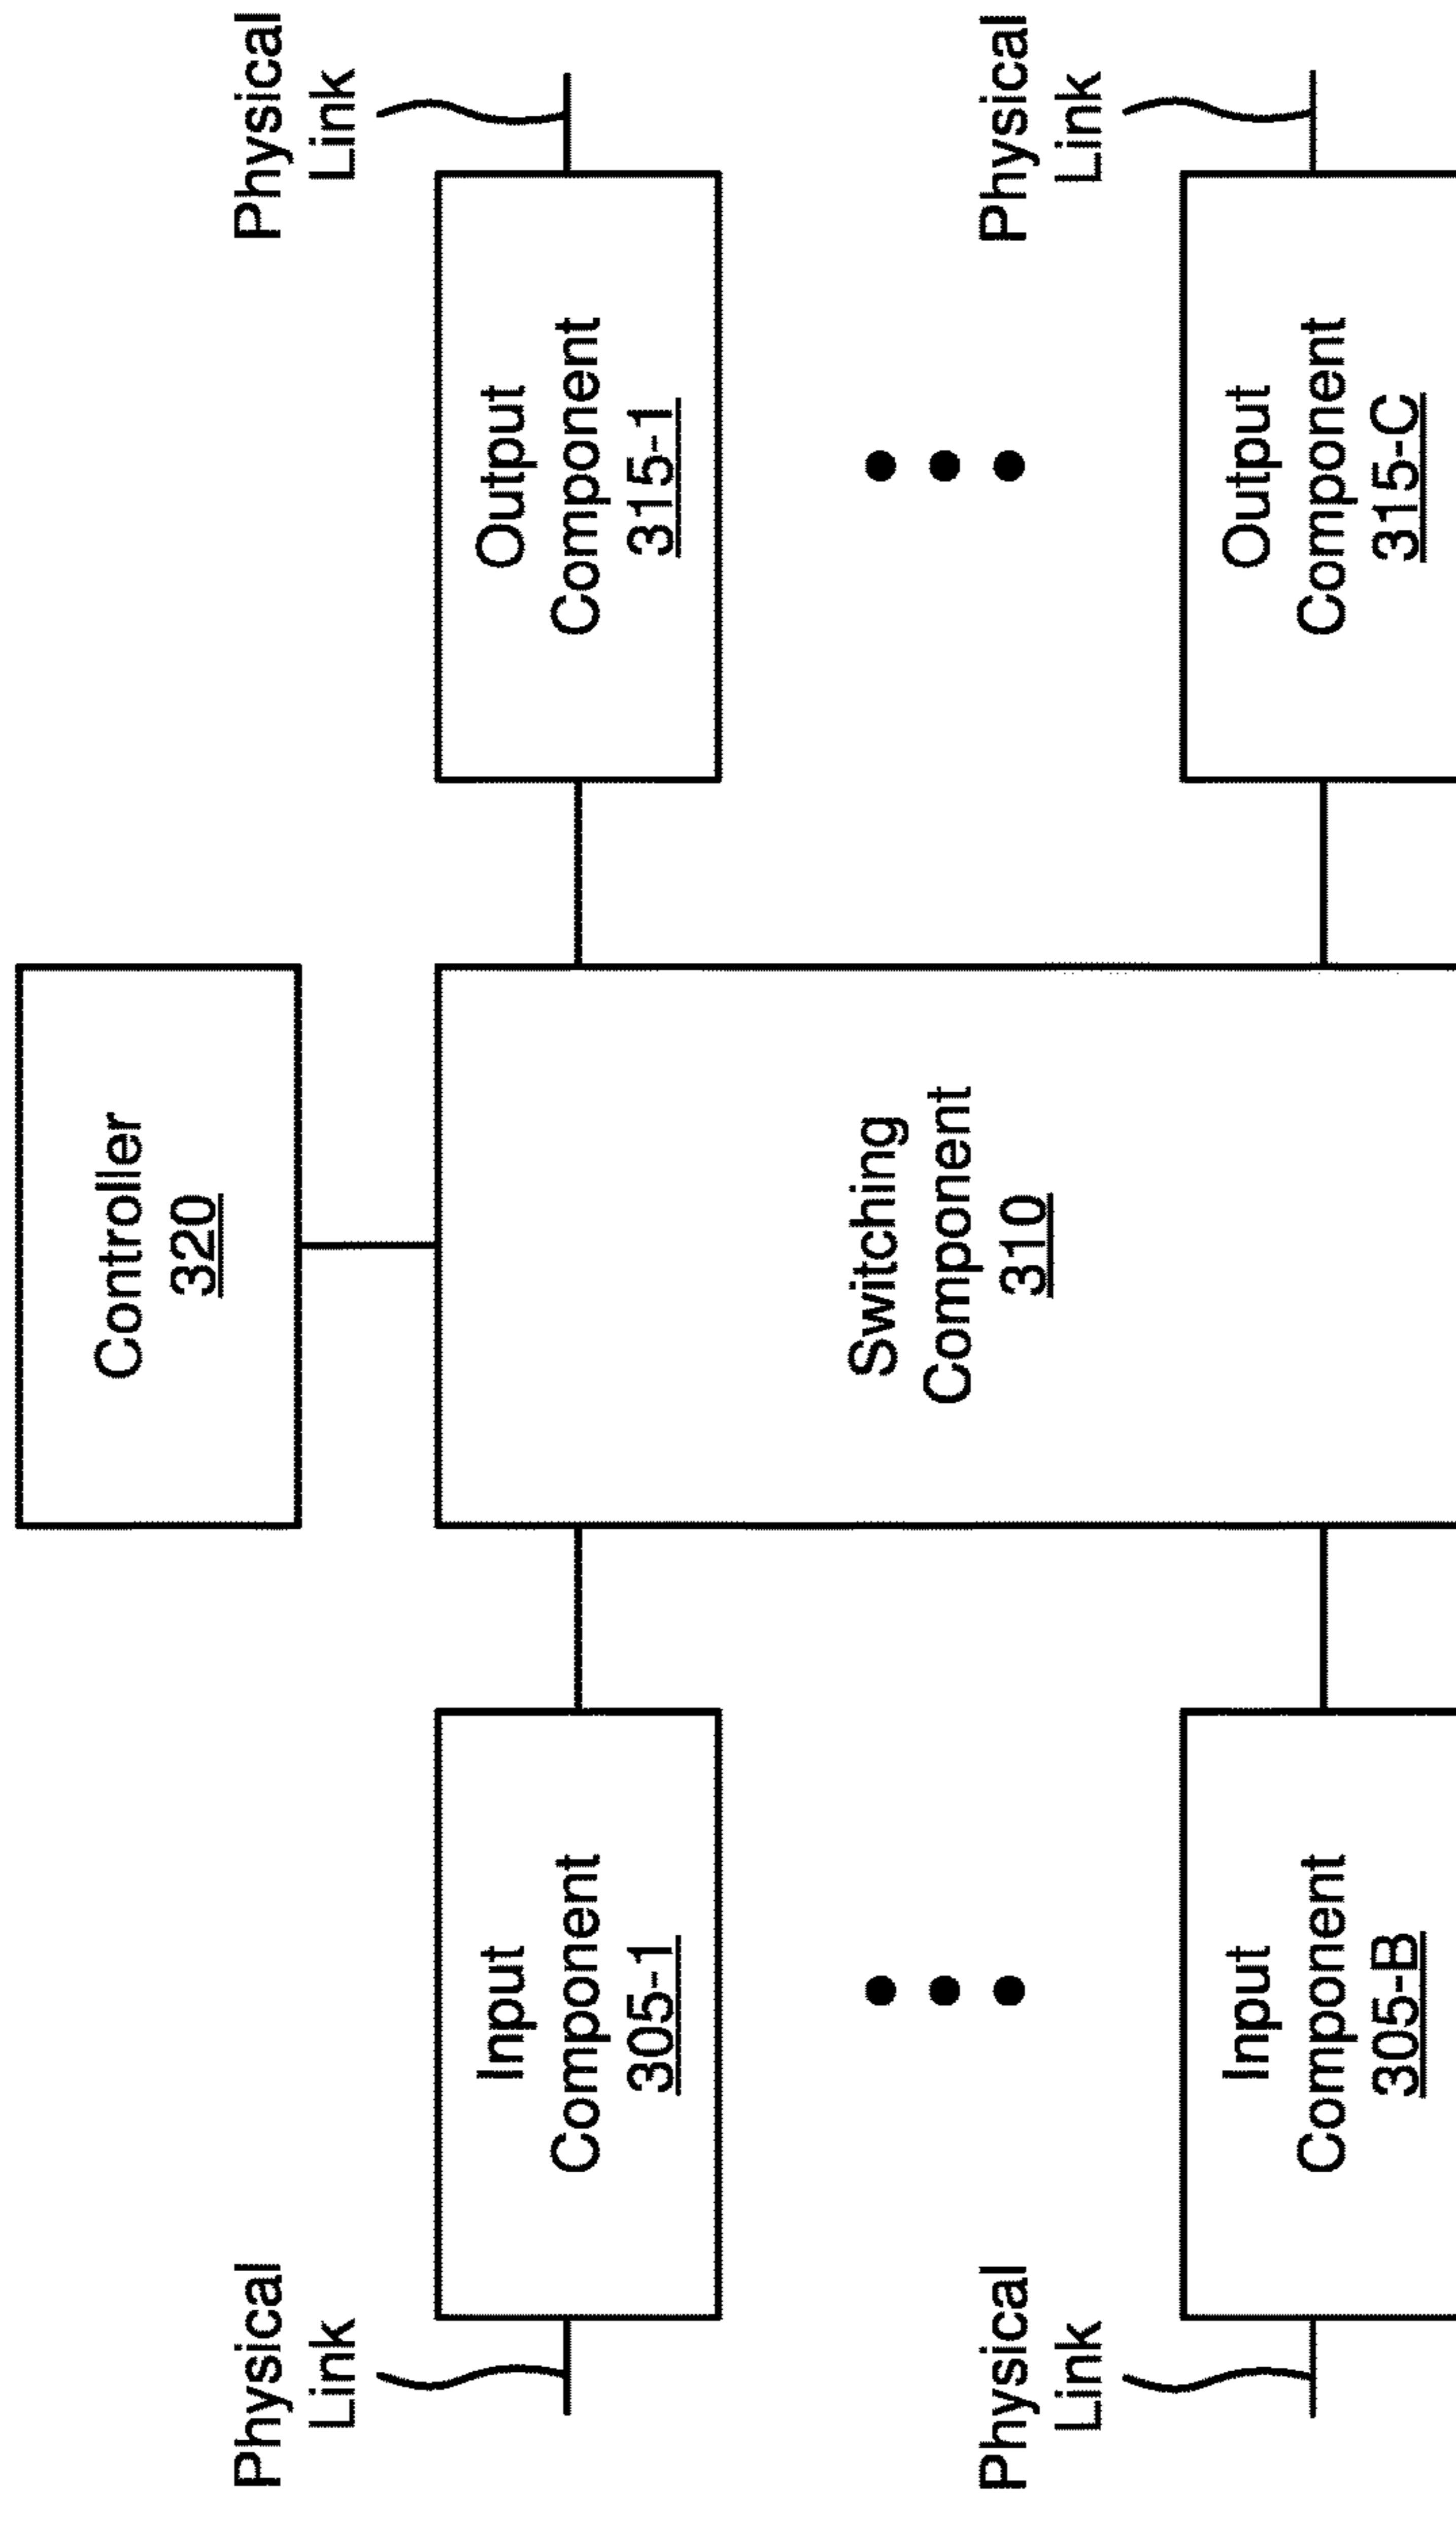 Controller
320
Physical
Link
Input
Component
305-1
Physical
Link
Input
Component
305-B
Switching
Component
310
Physical
Link
Output
Component
315-1
Physical
Link
Output
Component
315-C